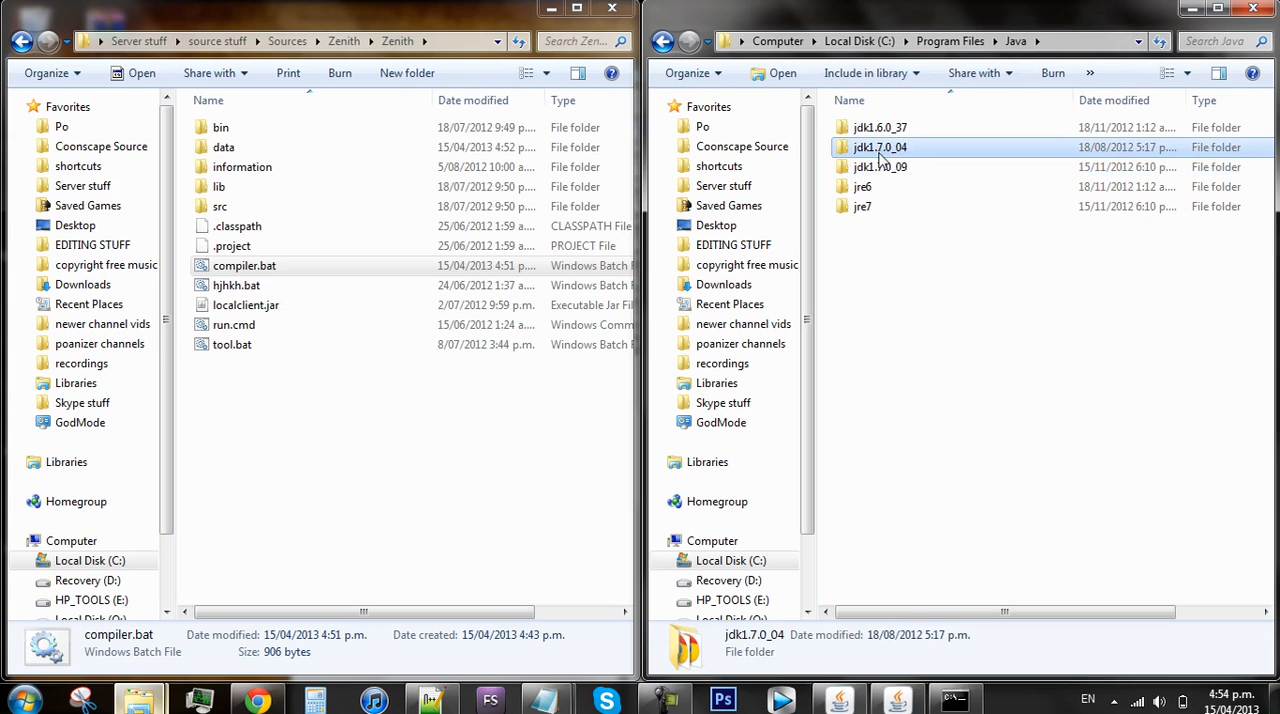 Server stuff ▸ source stuff ▸ Sources ▸ Zenith ▸ Zenith ▸
Search Zen...
Organize Open Share with Print Burn New folder
Name Date modified Type
Favorites
Po
Coonscape Source
shortcuts
Server stuff
Saved Games
Desktop
EDITING STUFF
copyright free music
Downloads
Recent Places
newer channel vids
poanizer channels
recordings
Libraries
Skype stuff
GodMode
Libraries
Homegroup
Computer
Local Disk (C:)
Recovery (D:)
HP_TOOLS (E:)
bin 18/07/2012 9:49 p.... File folder
data 15/04/2013 4:52 p.... File folder
information 5/08/2012 10:00 a.... File folder
lib 18/07/2012 9:50 p.... File folder
src 18/07/2012 9:50 p.... File folder
.classpath 25/06/2012 1:59 a.... CLASSPATH File
.project 25/06/2012 1:59 a.... PROJECT File
compiler.bat 15/04/2013 4:51 p.... Windows Batch F
hjhkh.bat 24/06/2012 1:37 a.... Windows Batch F
localclient.jar 2/07/2012 9:59 p.m. Executable Jar Fi
run.cmd 15/06/2012 1:24 a.... Windows Comm
tool.bat 8/07/2012 3:44 p.m. Windows Batch F
compiler.bat Date modified: 15/04/2013 4:51 p.m. Date created: 15/04/2013 4:43 p.m.
Windows Batch File Size: 906 bytes
Computer ▸ Local Disk (C:) ▸ Program Files ▸ Java ▸
Search Java
Organize Open Include in library Share with Burn »
Name Date modified Type
Favorites
Po
Coonscape Source
shortcuts
Server stuff
Saved Games
Desktop
EDITING STUFF
copyright free music
Downloads
Recent Places
newer channel vids
poanizer channels
recordings
Libraries
Skype stuff
GodMode
Libraries
Homegroup
Computer
Local Disk (C:)
Recovery (D:)
HP_TOOLS (E:)
jdk1.6.0_37 18/11/2012 1:12 a.... File folder
jdk1.7.0_04 18/08/2012 5:17 p.... File folder
jdk1.7.0_09 15/11/2012 6:10 p.... File folder
jre6 18/11/2012 1:12 a.... File folder
jre7 15/11/2012 6:10 p.... File folder
jdk1.7.0_04 Date modified: 18/08/2012 5:17 p.m.
File folder
FS
Ps
EN
4:54 p.m.
15/04/2013